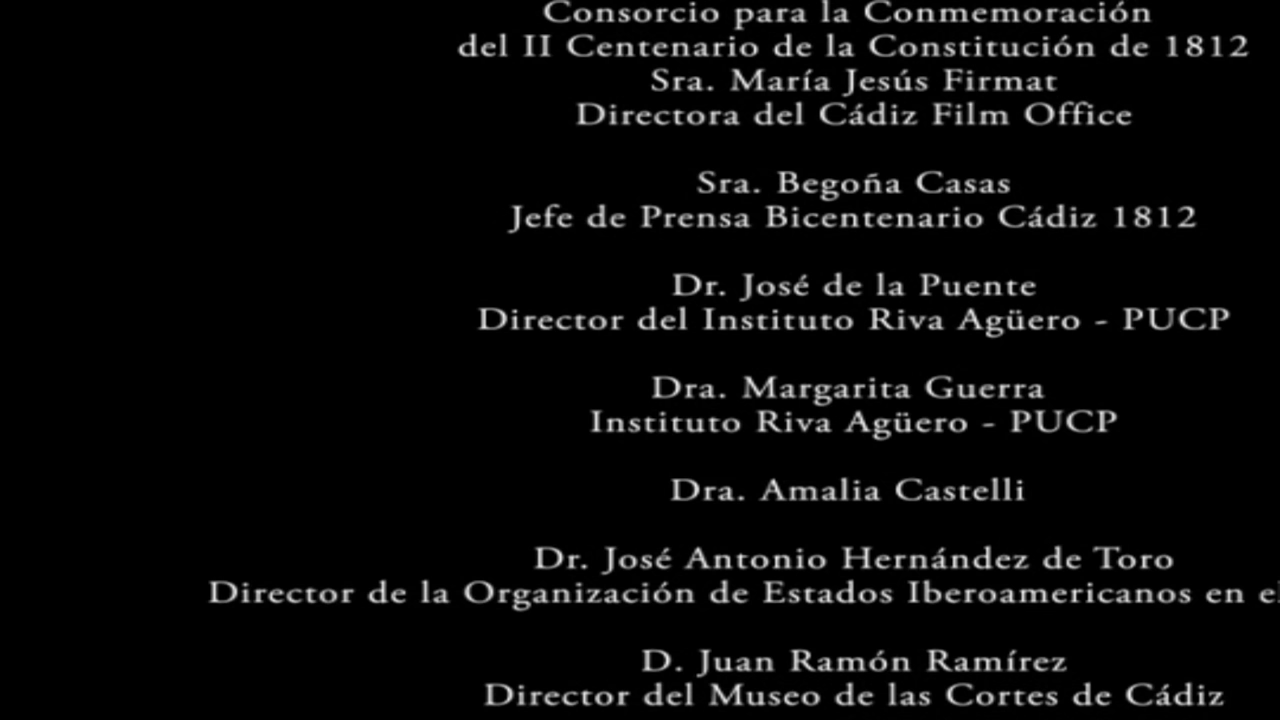 Consorcio para la Conmemoración
del II Centenario de la Constitución de 1812
Sra. María Jesús Firmat
Directora del Cádiz Film Office
Sra. Begoña Casas
Jefe de Prensa Bicentenario Cádiz 1812
Dr. José de la Puente
Director del Instituto Riva Agüero - PUCP
Dra. Margarita Guerra
Instituto Riva Agüero - PUCP
Dra. Amalia Castelli
Dr. José Antonio Hernández de Toro
Director de la Organización de Estados Iberoamericanos en
D. Juan Ramón Ramírez
Director del Museo de las Cortes de Cádiz